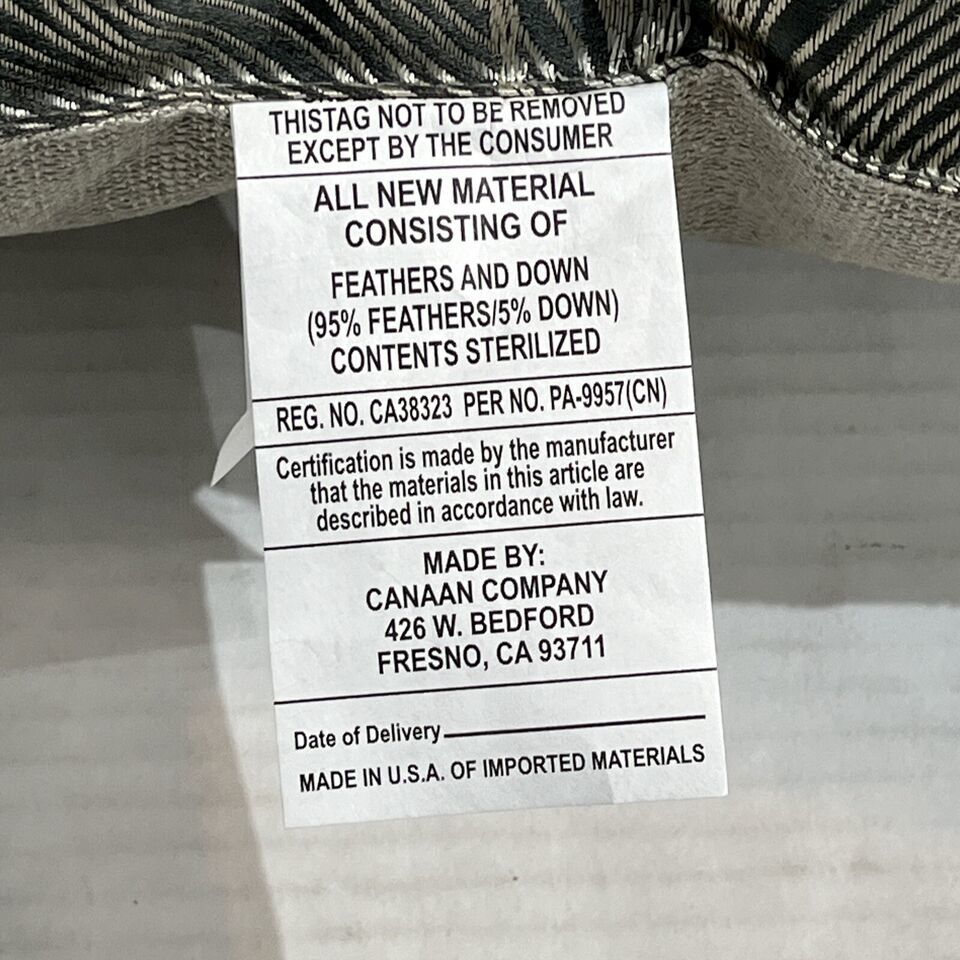 THISTAG NOT TO BE REMOVED
EXCEPT BY THE CONSUMER
ALL NEW MATERIAL
CONSISTING OF
FEATHERS AND DOWN
(95% FEATHERS/5% DOWN)
CONTENTS STERILIZED
REG. NO. CA38323 PER NO. PA-9957(CN)
Certification is made by the manufacturer
that the materials in this article are
described in accordance with law.
MADE BY:
CANAAN COMPANY
426 W. BEDFORD
FRESNO, CA 93711
Date of Delivery
MADE IN U.S.A. OF IMPORTED MATERIALS